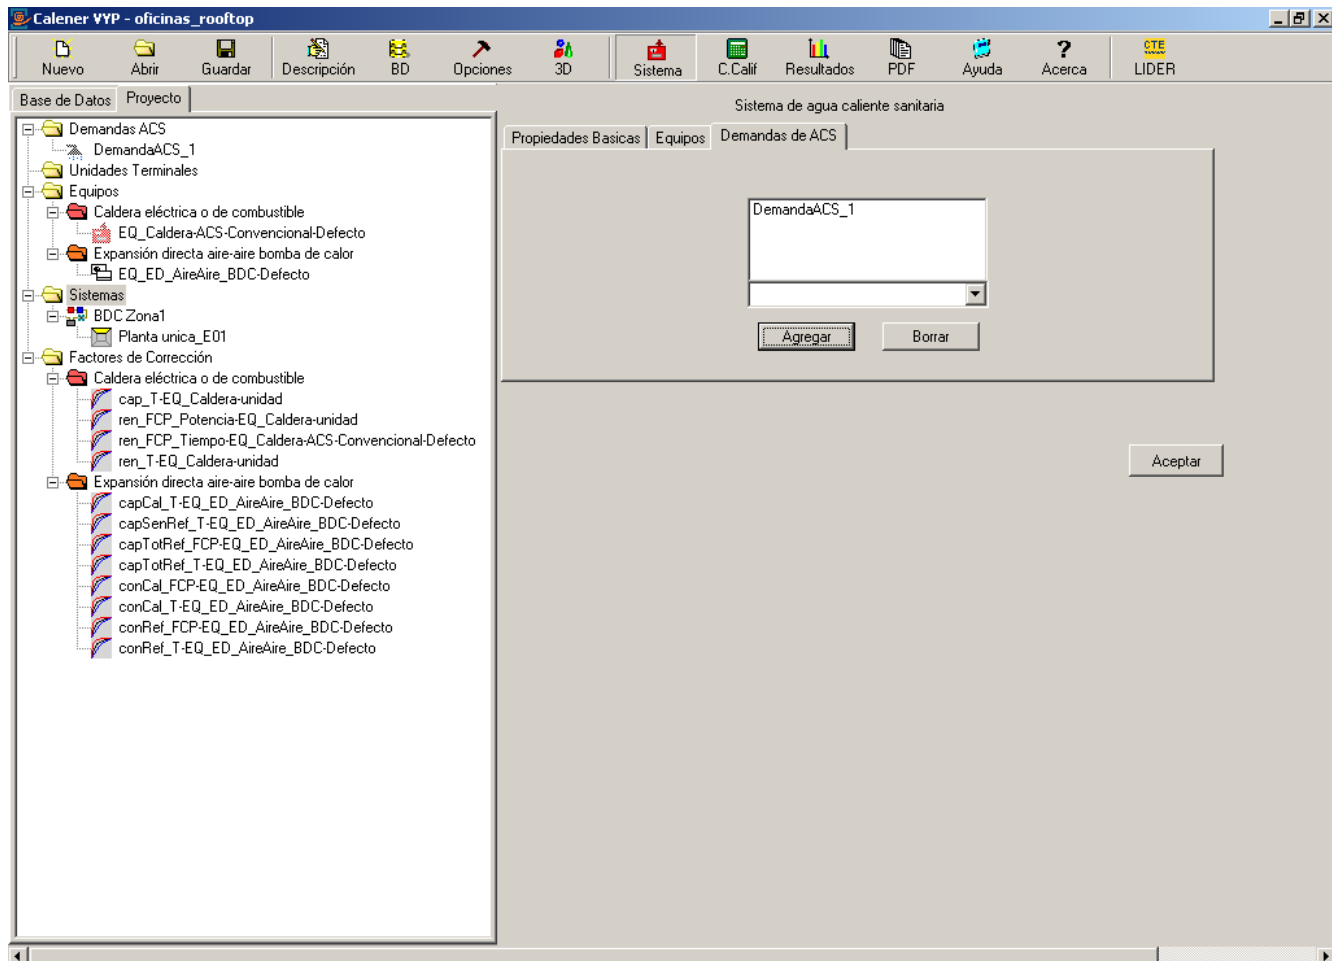 Calener VYP - oficinas_rooftop
Nuevo Abrir Guardar Descripción BD Opciones 3D Sistema C.Calif Resultados PDF Ayuda ? Acerca CTE LIDER
Base de Datos Proyecto
Demandas ACS
DemandaACS_1
Unidades Terminales
Equipos
Caldera eléctrica o de combustible
EQ_Caldera-ACS-Convencional-Defecto
Expansión directa aire-aire bomba de calor
EQ_ED_AireAire_BDC-Defecto
Sistemas
BDC Zona1
Planta unica_E01
Factores de Corrección
Caldera eléctrica o de combustible
cap_T-EQ_Caldera-unidad
ren_FCP_Potencia-EQ_Caldera-unidad
ren_FCP_Tiempo-EQ_Caldera-ACS-Convencional-Defecto
ren_T-EQ_Caldera-unidad
Expansión directa aire-aire bomba de calor
capCal_T-EQ_ED_AireAire_BDC-Defecto
capSenRef_T-EQ_ED_AireAire_BDC-Defecto
capTotRef_FCP-EQ_ED_AireAire_BDC-Defecto
capTotRef_T-EQ_ED_AireAire_BDC-Defecto
conCal_FCP-EQ_ED_AireAire_BDC-Defecto
conCal_T-EQ_ED_AireAire_BDC-Defecto
conRef_FCP-EQ_ED_AireAire_BDC-Defecto
conRef_T-EQ_ED_AireAire_BDC-Defecto
Sistema de agua caliente sanitaria
Propiedades Basicas Equipos Demandas de ACS
DemandaACS_1
Agregar Borrar
Aceptar